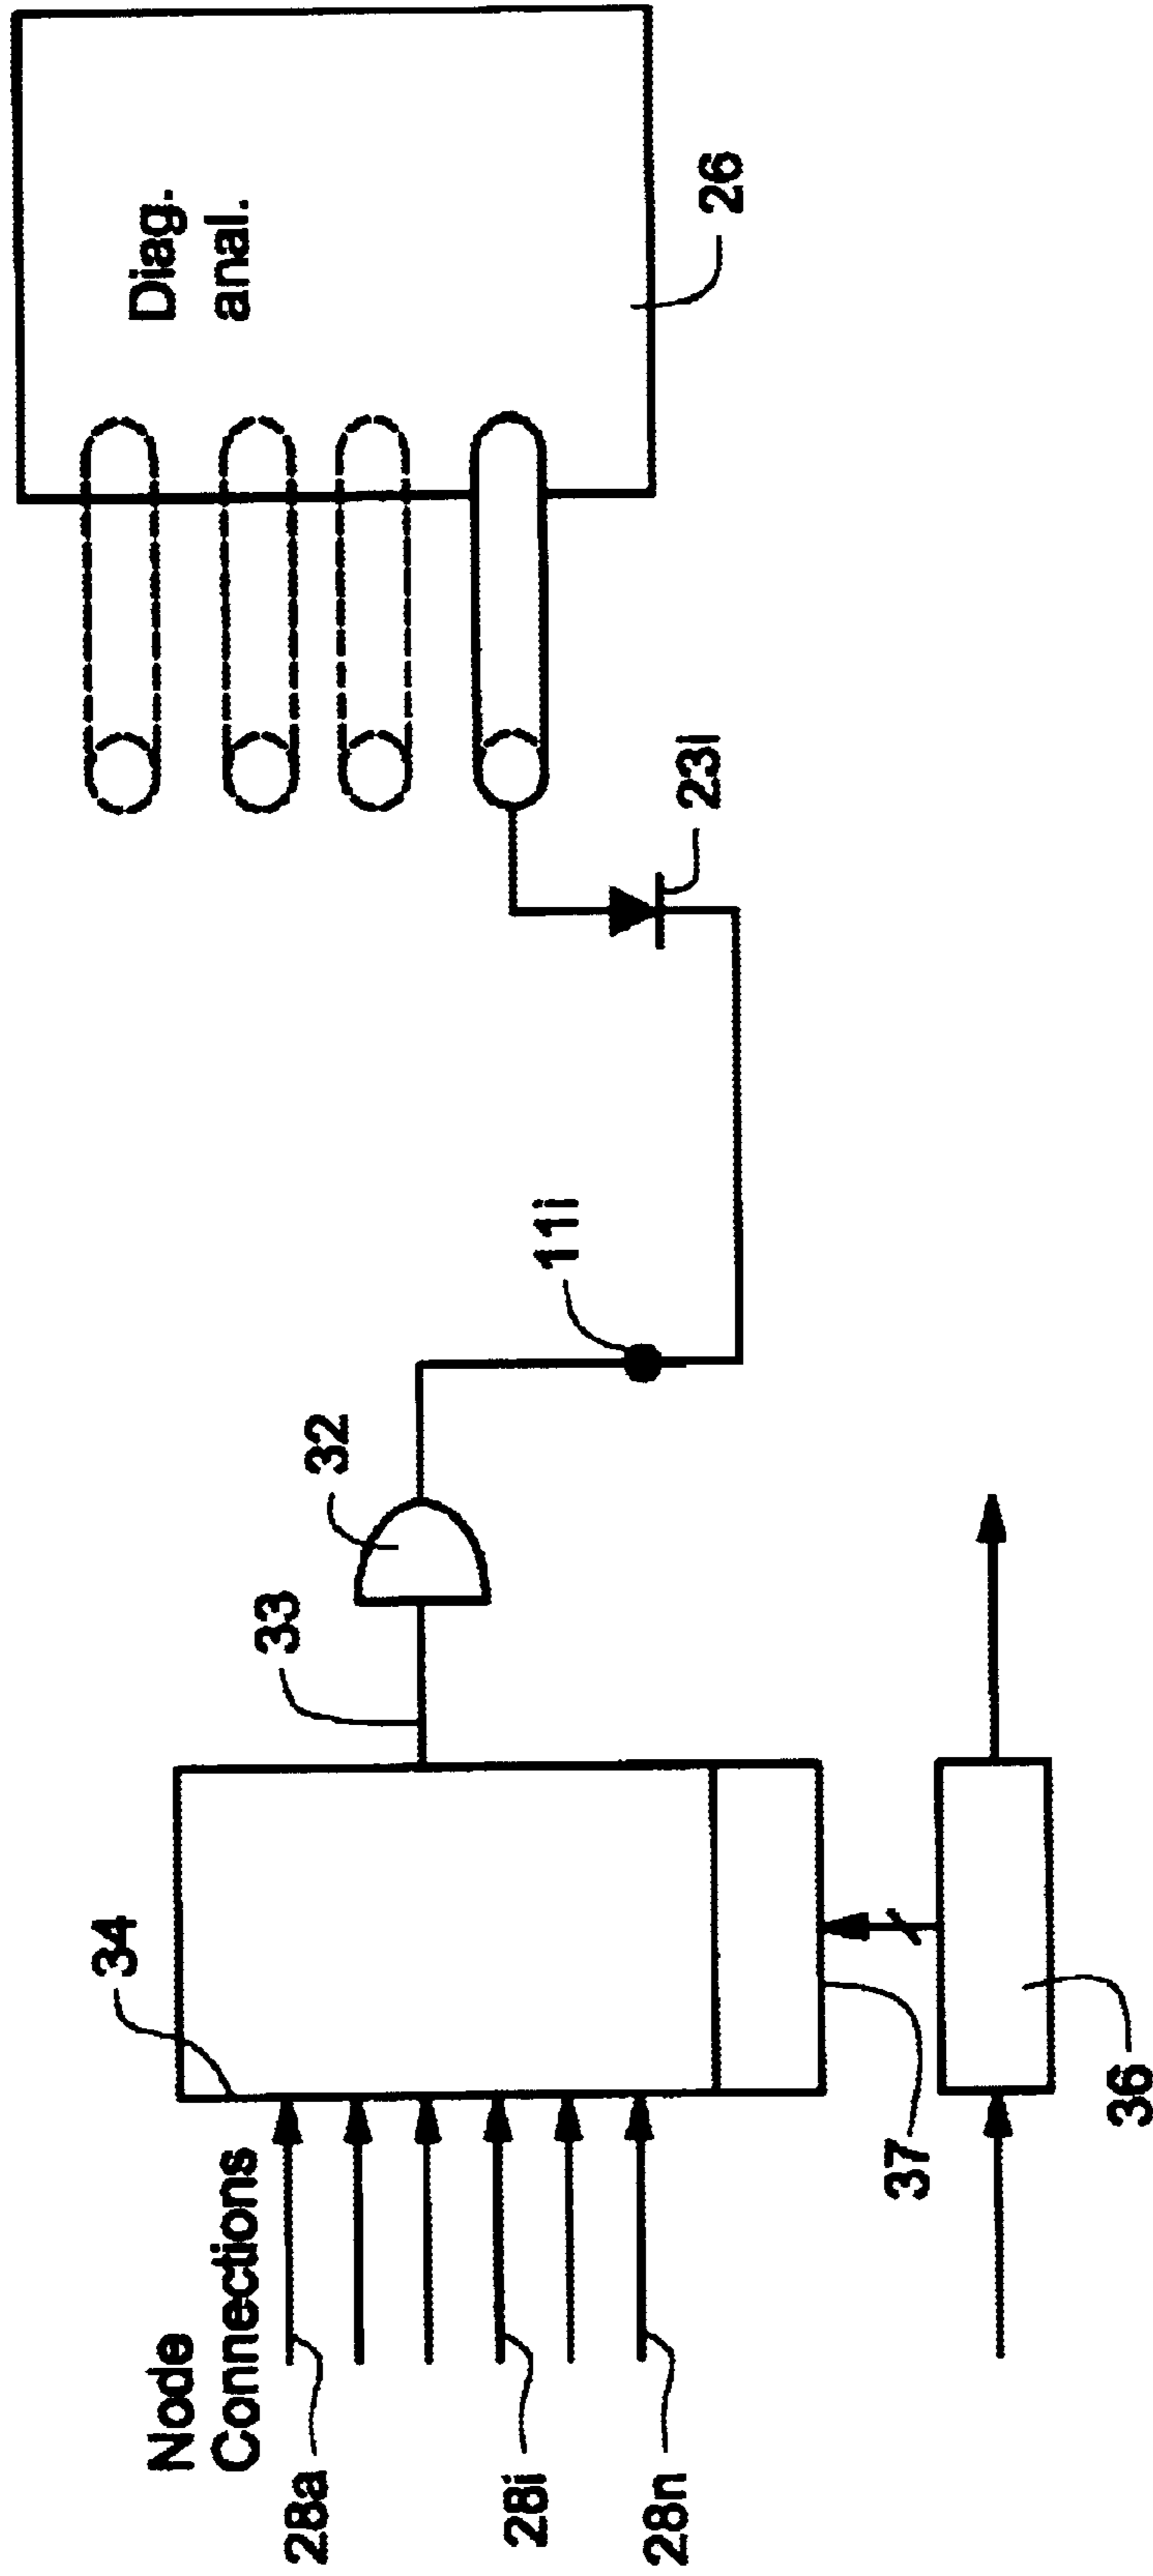 Node
Connections
28a
28i
28n
34
37
36
33
32
11i
23i
26
Diag.
anal.